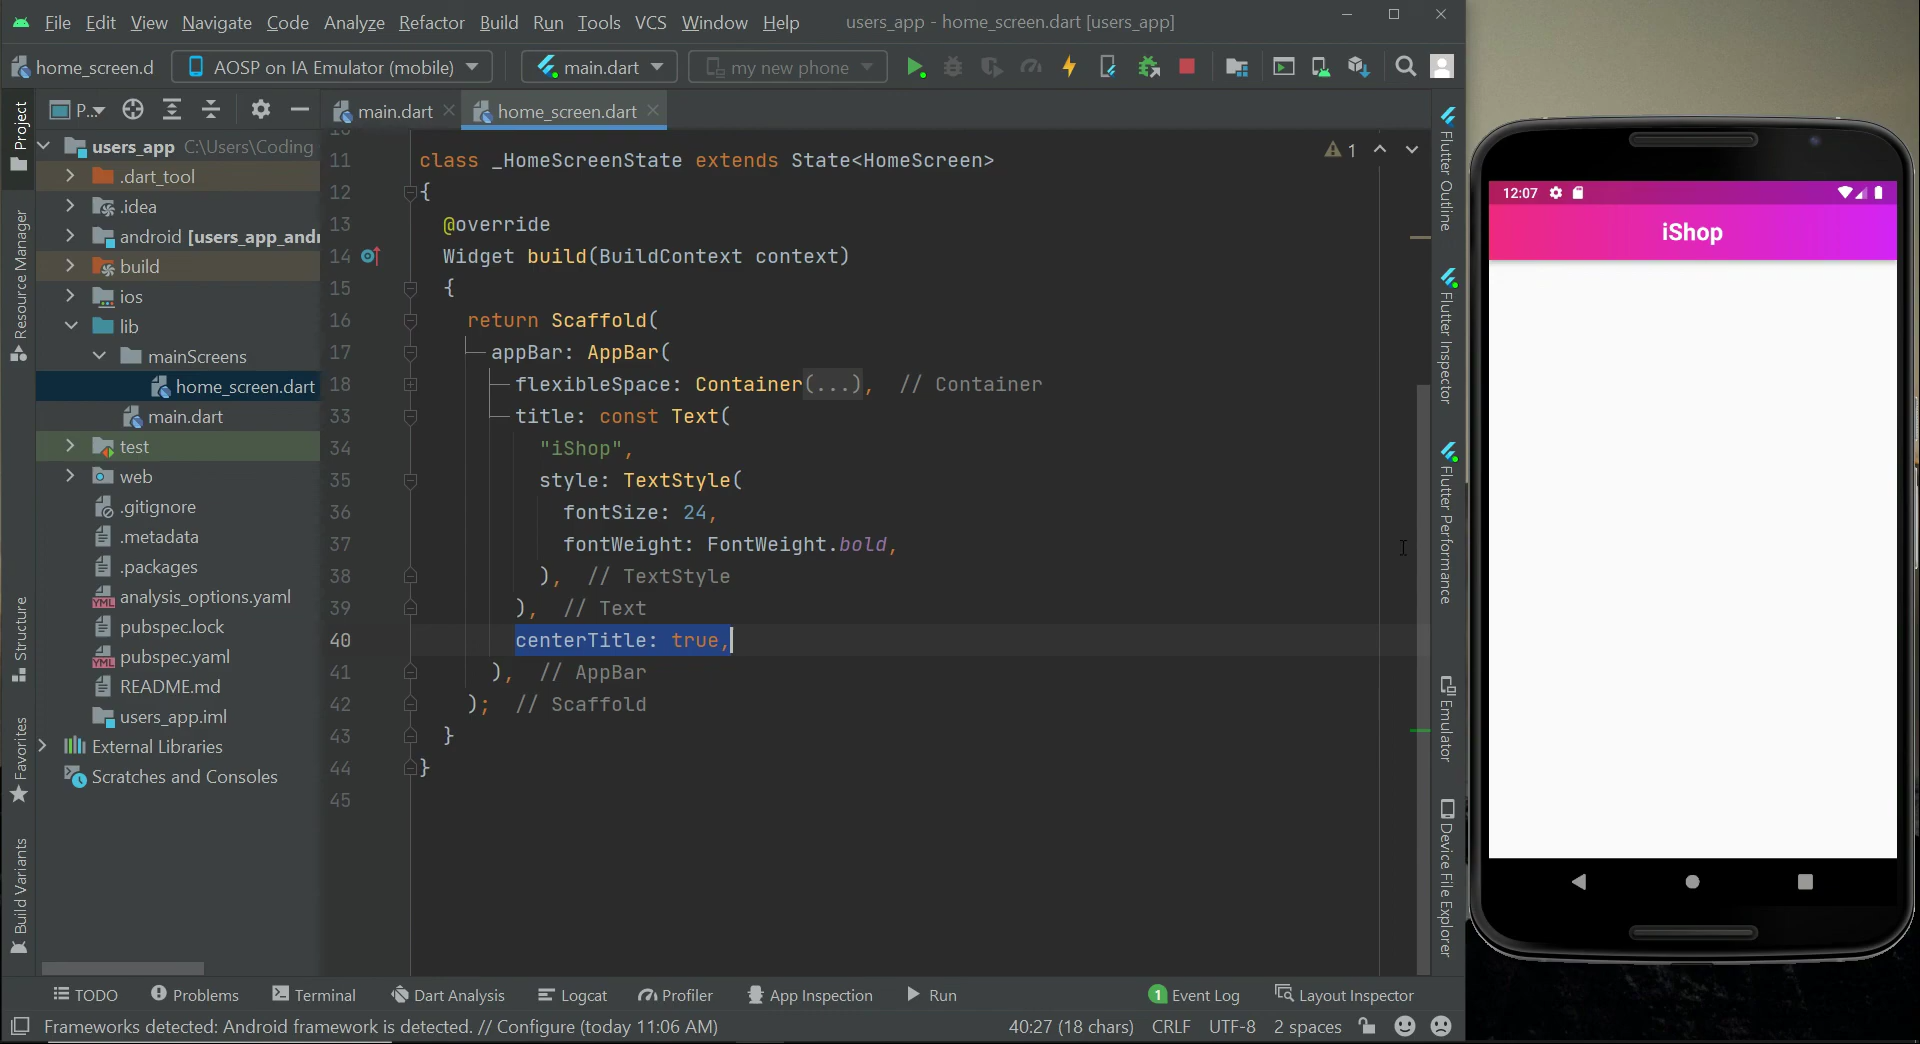 File Edit View Navigate Code Analyze Refactor Build Run Tools VCS Window Help users_app - home_screen.dart [users_app]
home_screen.d AOSP on IA Emulator (mobile) main.dart my new phone
P... main.dart home_screen.dart
Project
Resource Manager
Structure
Favorites
Build Variants
users_app C:\Users\Coding
.dart_tool
.idea
android [users_app_andr
build
ios
lib
mainScreens
home_screen.dart
main.dart
test
web
.gitignore
.metadata
.packages
analysis_options.yaml
pubspec.lock
pubspec.yaml
README.md
users_app.iml
External Libraries
Scratches and Consoles
1
11 class _HomeScreenState extends State<HomeScreen>
12 {
13 @override
14 Widget build(BuildContext context)
15 {
16 return Scaffold(
17 appBar: AppBar(
18 flexibleSpace: Container(...), // Container
33 title: const Text(
34 "iShop",
35 style: TextStyle(
36 fontSize: 24,
37 fontWeight: FontWeight.bold,
38 ), // TextStyle
39 ), // Text
40 centerTitle: true,
41 ), // AppBar
42 ); // Scaffold
43 }
44 }
45
Flutter Outline
Flutter Inspector
Flutter Performance
Emulator
Device File Explorer
12:07
iShop
TODO Problems Terminal Dart Analysis Logcat Profiler App Inspection Run 1 Event Log Layout Inspector
Frameworks detected: Android framework is detected. // Configure (today 11:06 AM) 40:27 (18 chars) CRLF UTF-8 2 spaces